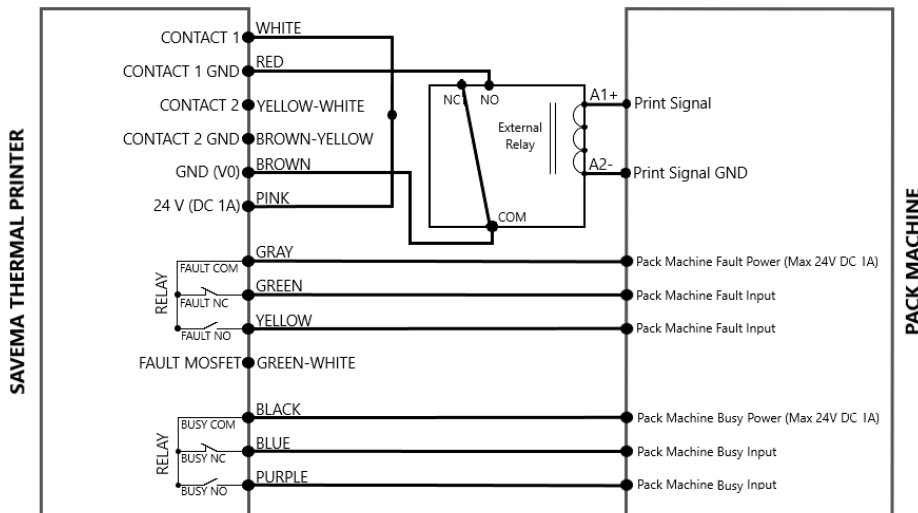 SAVEMA THERMAL PRINTER
CONTACT 1 WHITE
CONTACT 1 GND RED
CONTACT 2 YELLOW-WHITE
CONTACT 2 GND BROWN-YELLOW
GND (V0) BROWN
24 V (DC 1A) PINK
NC NO
External
Relay
A1+ Print Signal
A2- Print Signal GND
COM
RELAY
FAULT COM GRAY Pack Machine Fault Power (Max 24V DC 1A)
FAULT NC GREEN Pack Machine Fault Input
FAULT NO YELLOW Pack Machine Fault Input
FAULT MOSFET GREEN-WHITE
RELAY
BUSY COM BLACK Pack Machine Busy Power (Max 24V DC 1A)
BUSY NC BLUE Pack Machine Busy Input
BUSY NO PURPLE Pack Machine Busy Input
PACK MACHINE